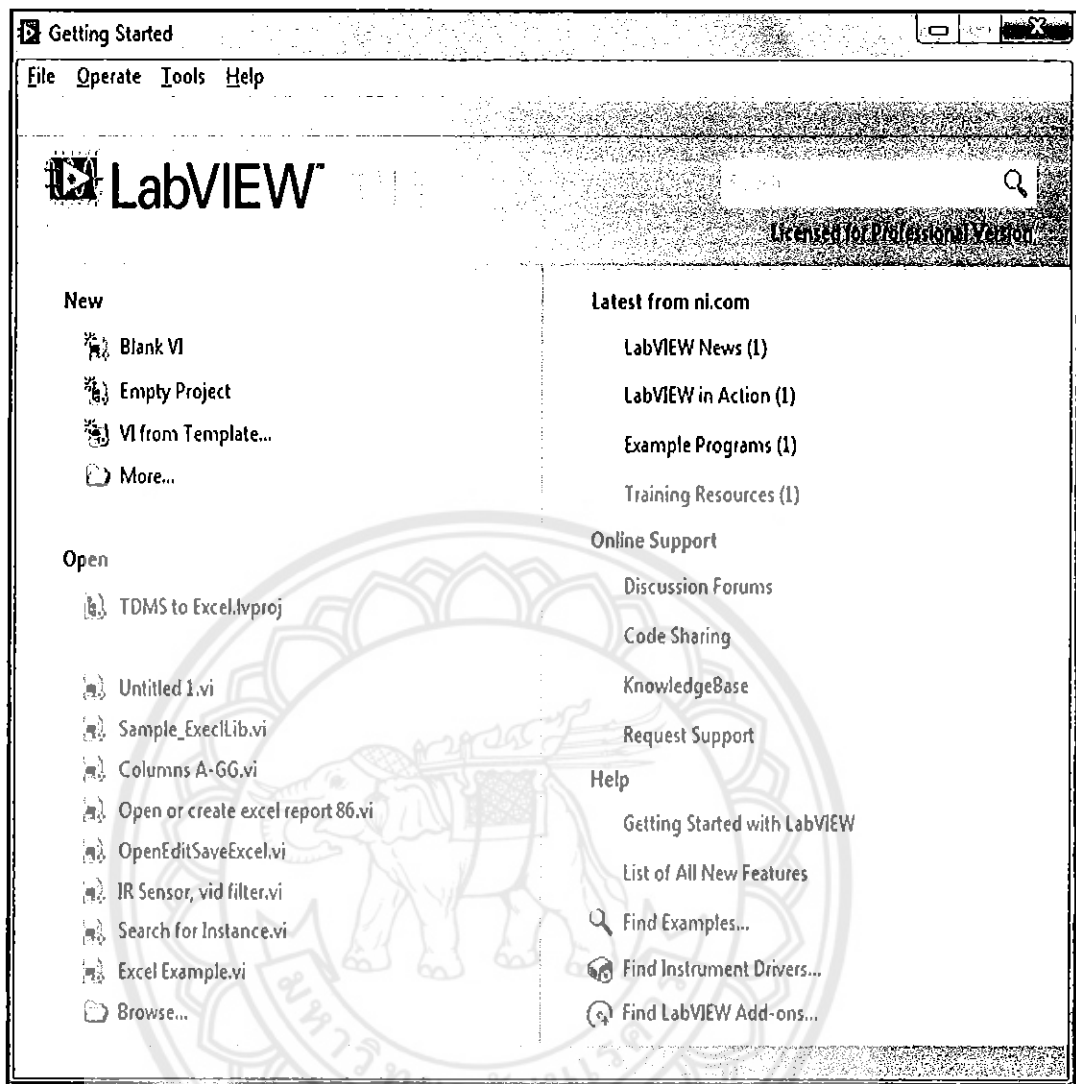 Getting Started
File Operate Tools Help
LabVIEW™
Licensed for Professional Version
New
Blank VI
Empty Project
VI from Template...
More...
Open
TDMS to Excel.lvproj
Untitled 1.vi
Sample_ExeclLib.vi
Columns A-GG.vi
Open or create excel report 86.vi
OpenEditSaveExcel.vi
IR Sensor, vid filter.vi
Search for Instance.vi
Excel Example.vi
Browse...
Latest from ni.com
LabVIEW News (1)
LabVIEW in Action (1)
Example Programs (1)
Training Resources (1)
Online Support
Discussion Forums
Code Sharing
KnowledgeBase
Request Support
Help
Getting Started with LabVIEW
List of All New Features
Find Examples...
Find Instrument Drivers...
Find LabVIEW Add-ons...